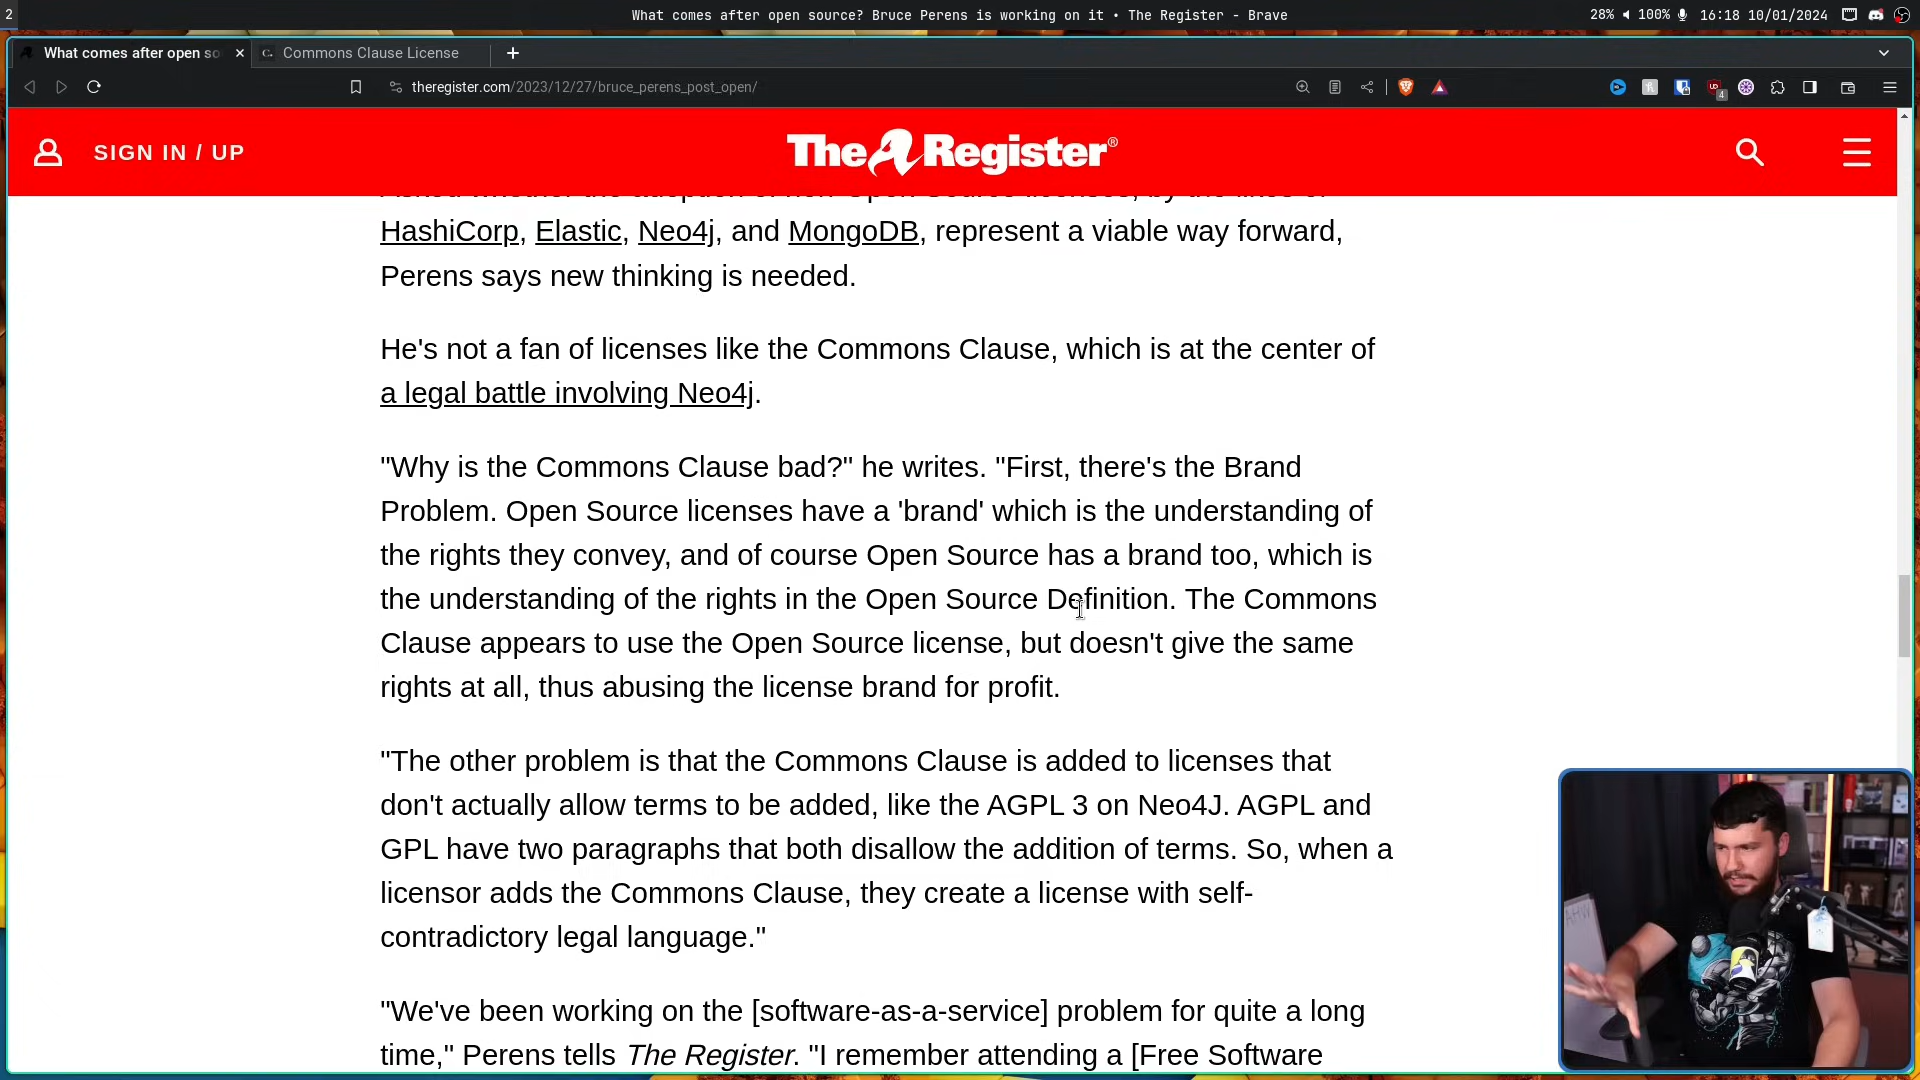 2
What comes after open source? Bruce Perens is working on it • The Register - Brave
28% 100% 16:18 10/01/2024
What comes after open so
Commons Clause License
theregister.com/2023/12/27/bruce_perens_post_open/
4
SIGN IN / UP
The Register®
HashiCorp, Elastic, Neo4j, and MongoDB, represent a viable way forward,
Perens says new thinking is needed.
He's not a fan of licenses like the Commons Clause, which is at the center of
a legal battle involving Neo4j.
"Why is the Commons Clause bad?" he writes. "First, there's the Brand
Problem. Open Source licenses have a 'brand' which is the understanding of
the rights they convey, and of course Open Source has a brand too, which is
the understanding of the rights in the Open Source Definition. The Commons
Clause appears to use the Open Source license, but doesn't give the same
rights at all, thus abusing the license brand for profit.
"The other problem is that the Commons Clause is added to licenses that
don't actually allow terms to be added, like the AGPL 3 on Neo4J. AGPL and
GPL have two paragraphs that both disallow the addition of terms. So, when a
licensor adds the Commons Clause, they create a license with self-
contradictory legal language."
"We've been working on the [software-as-a-service] problem for quite a long
time," Perens tells The Register. "I remember attending a [Free Software